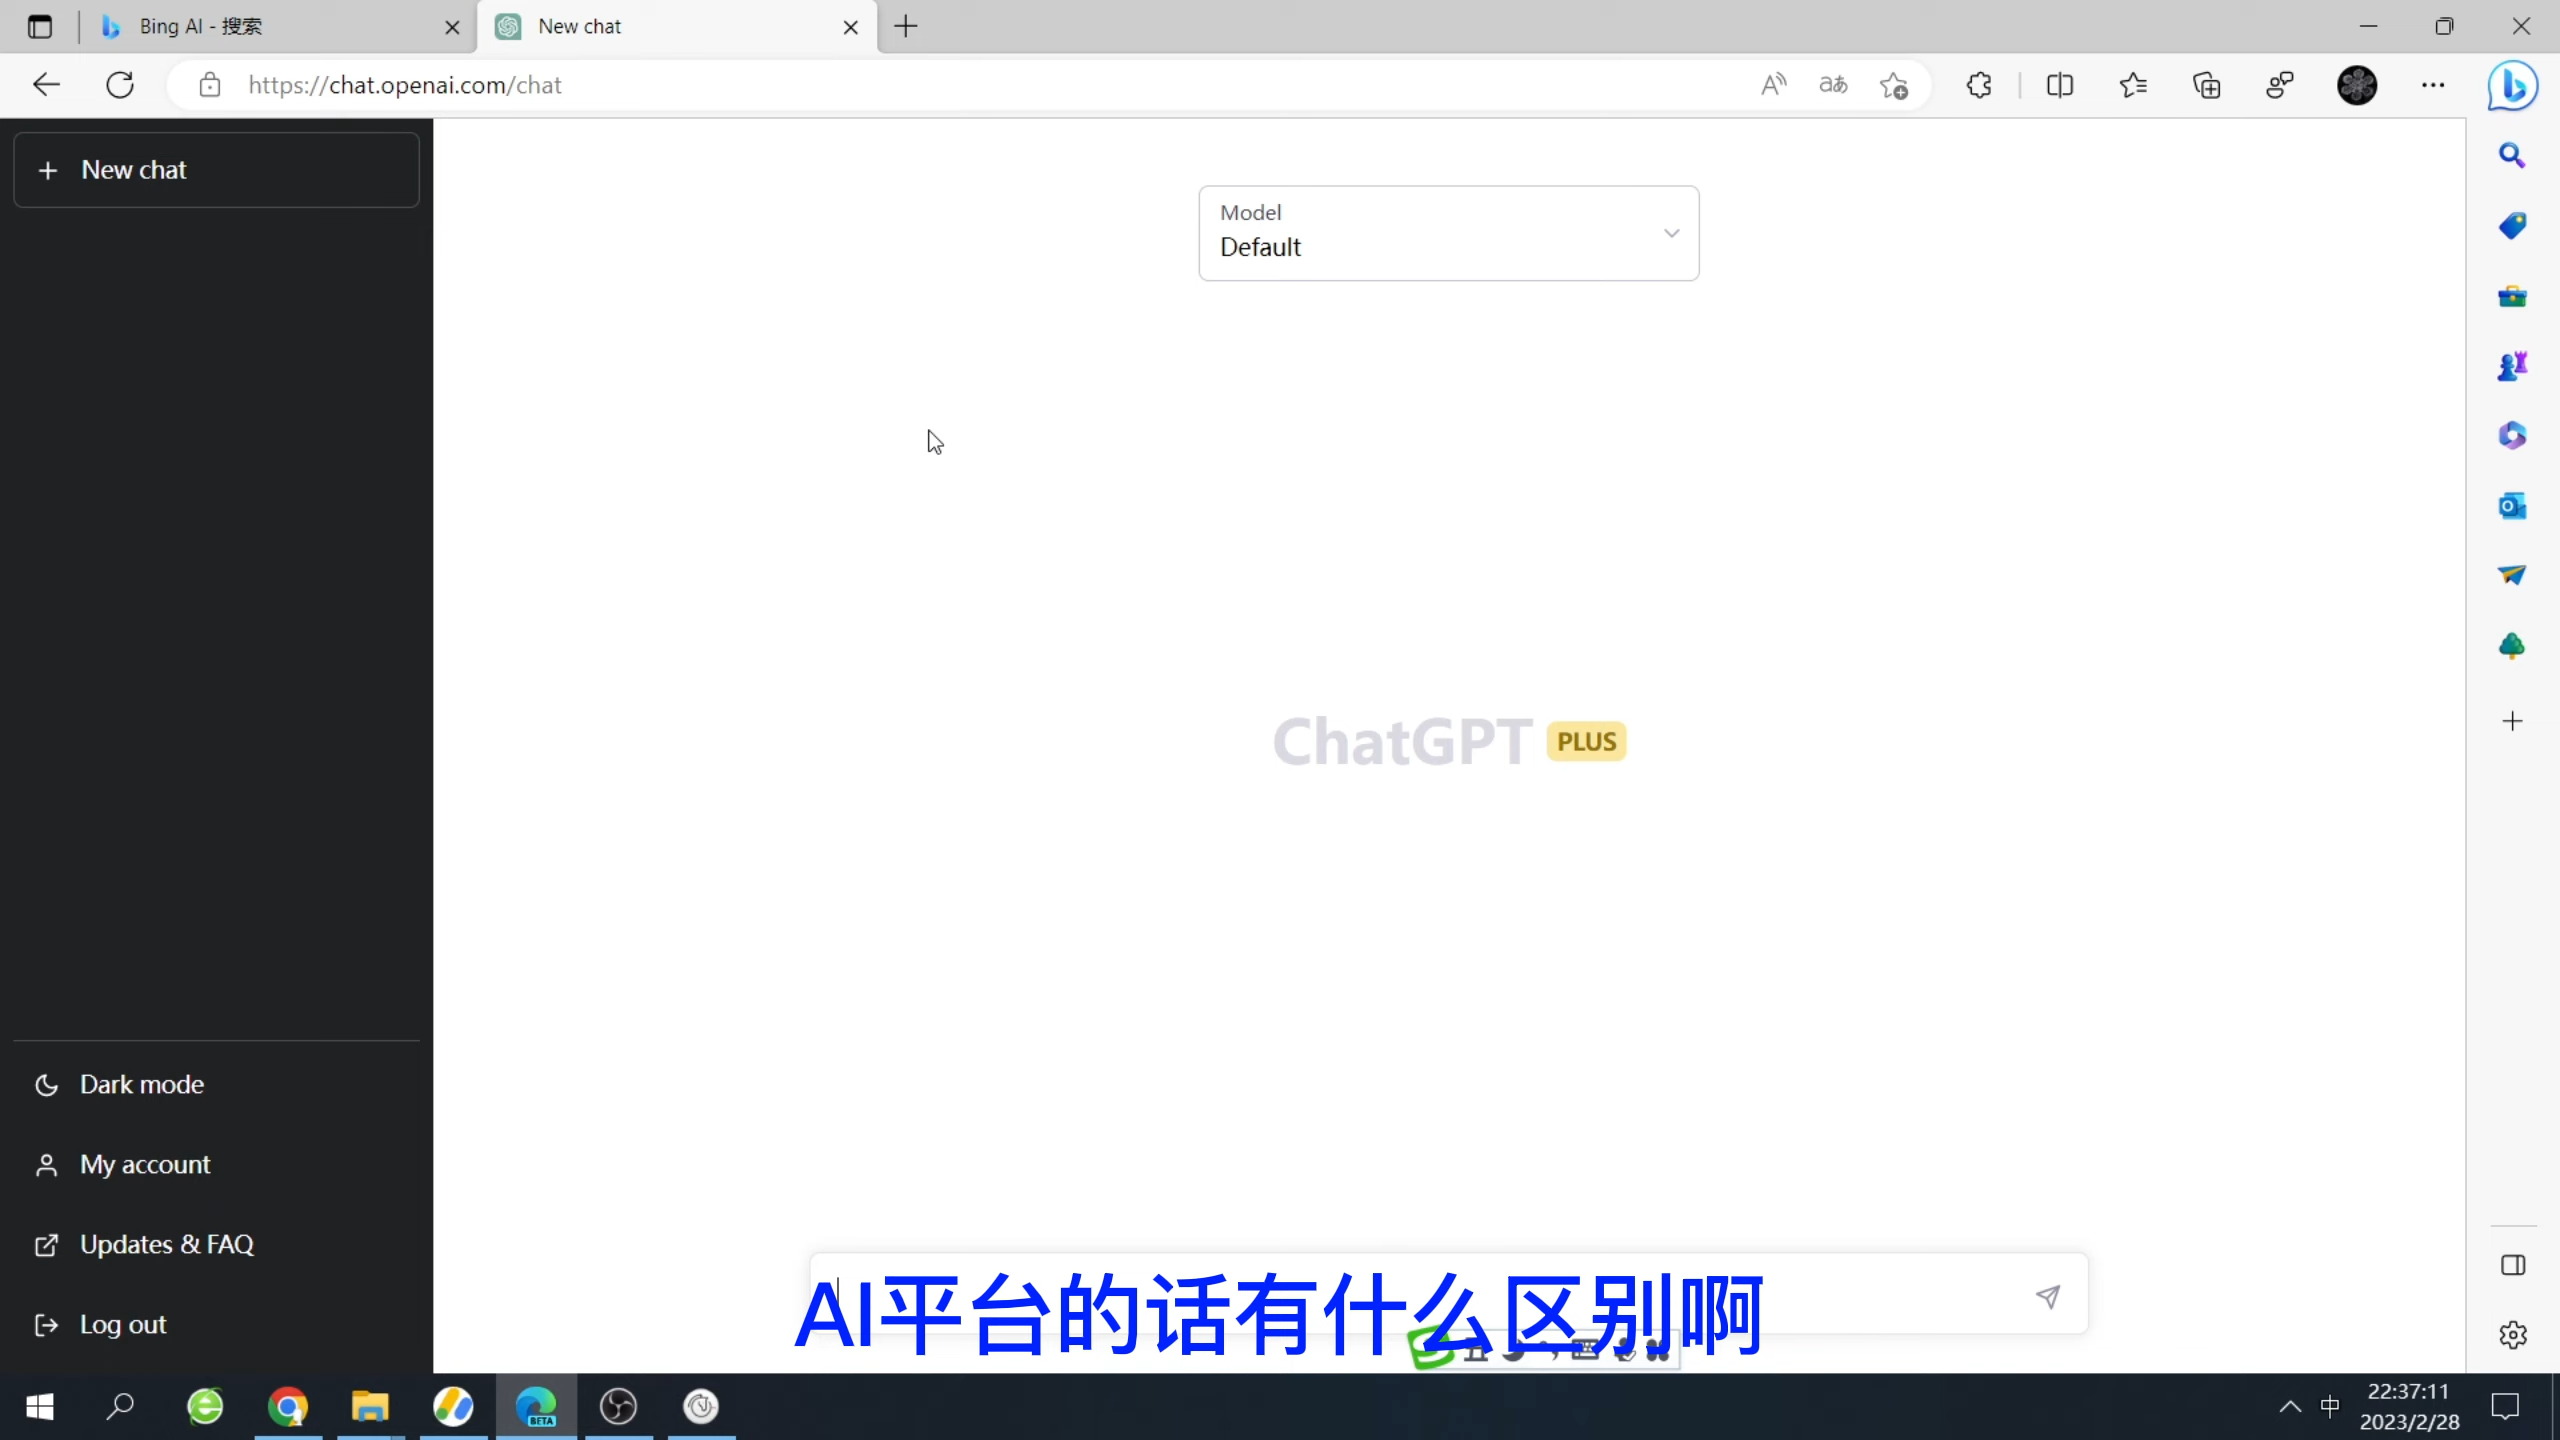 Bing AI - 搜索
New chat
https://chat.openai.com/chat
New chat
Model
Default
ChatGPT PLUS
Dark mode
My account
Updates & FAQ
Log out
AI平台的话有什么区别啊
BETA
中
22:37:11
2023/2/28